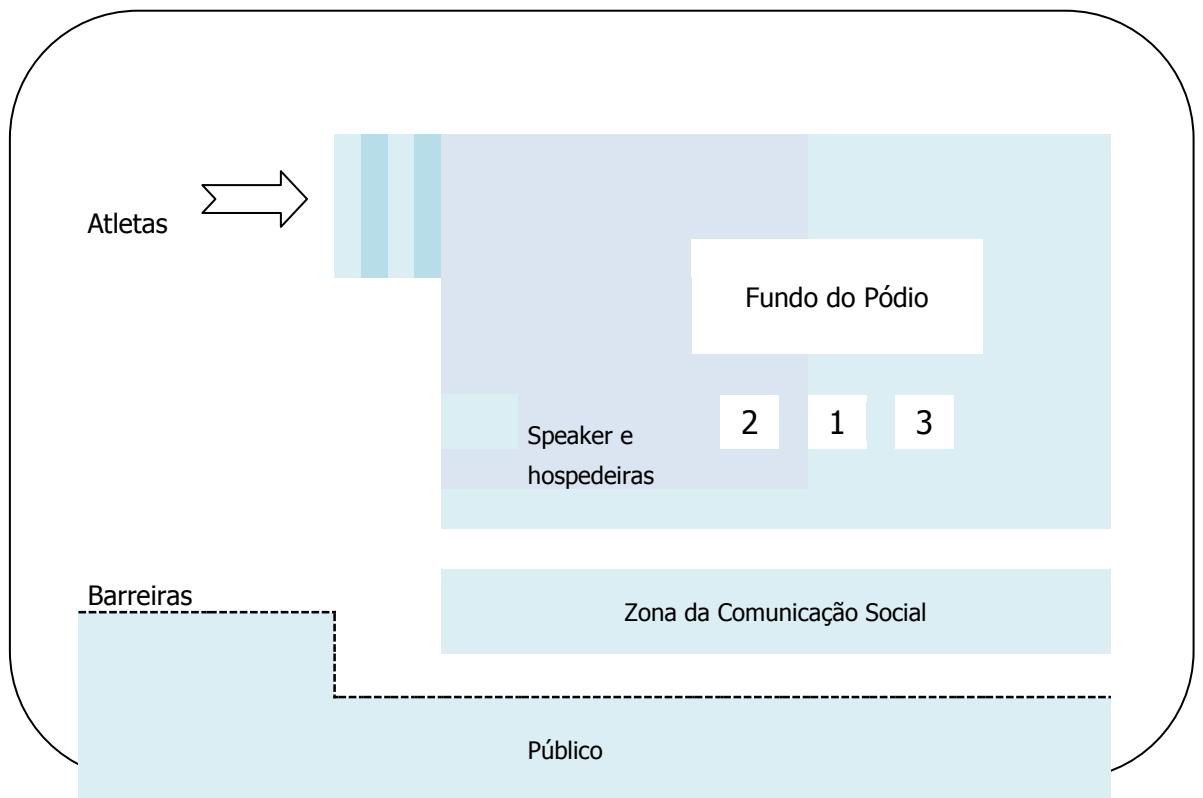 Atletas
Fundo do Pódio
2 1 3
Speaker e
hospedeiras
Barreiras
Zona da Comunicação Social
Público